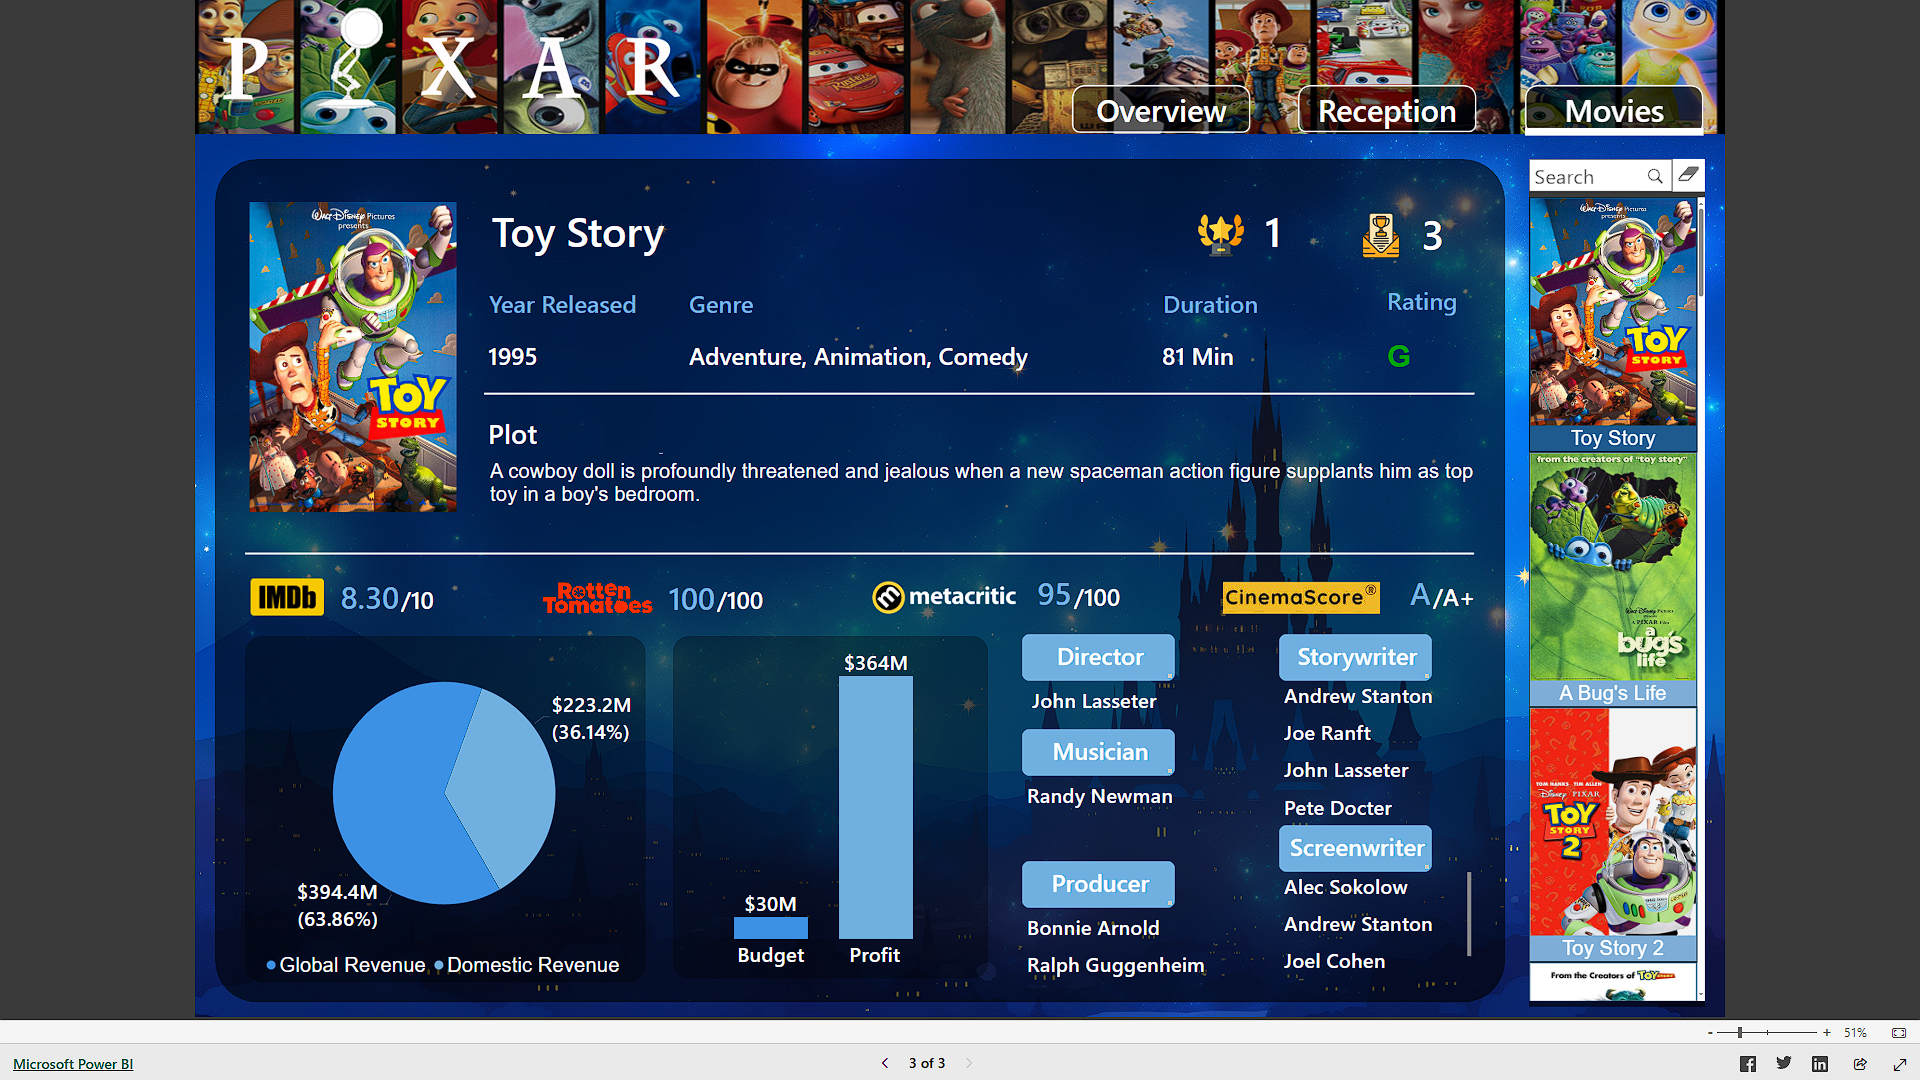 P I X A R
Overview
Reception
Movies
Search
Walt Disney Pictures
presents
TOY
STORY
Toy Story
1
3
Year Released
Genre
Duration
Rating
1995
Adventure, Animation, Comedy
81 Min
G
Plot
A cowboy doll is profoundly threatened and jealous when a new spaceman action figure supplants him as top
toy in a boy's bedroom.
IMDb
8.30/10
Rotten
Tomatoes
100/100
metacritic
95/100
CinemaScore®
A/A+
$223.2M
(36.14%)
$394.4M
(63.86%)
Global Revenue
Domestic Revenue
$364M
$30M
Budget
Profit
Director
John Lasseter
Musician
Randy Newman
Producer
Bonnie Arnold
Ralph Guggenheim
Storywriter
Andrew Stanton
Joe Ranft
John Lasseter
Pete Docter
Screenwriter
Alec Sokolow
Andrew Stanton
Joel Cohen
Walt Disney Pictures
presents
TOY
STORY
Toy Story
from the creators of "toy story"
Walt Disney Pictures
A PIXAR Film
a
bug's
life
A Bug's Life
TOM HANKS TIM ALLEN
Disney PIXAR
TOY
STORY
2
Toy Story 2
From the Creators of TOY STORY
- + 51%
Microsoft Power BI
3 of 3